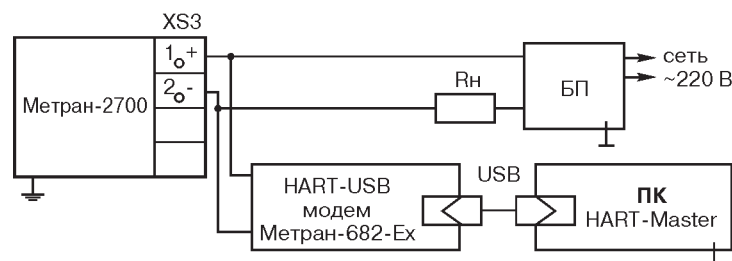 XS3
1 +
2 -
Метран-2700
Rн
БП
сеть
~220 В
HART-USB
модем
Метран-682-Ex
USB
ПК
HART-Master